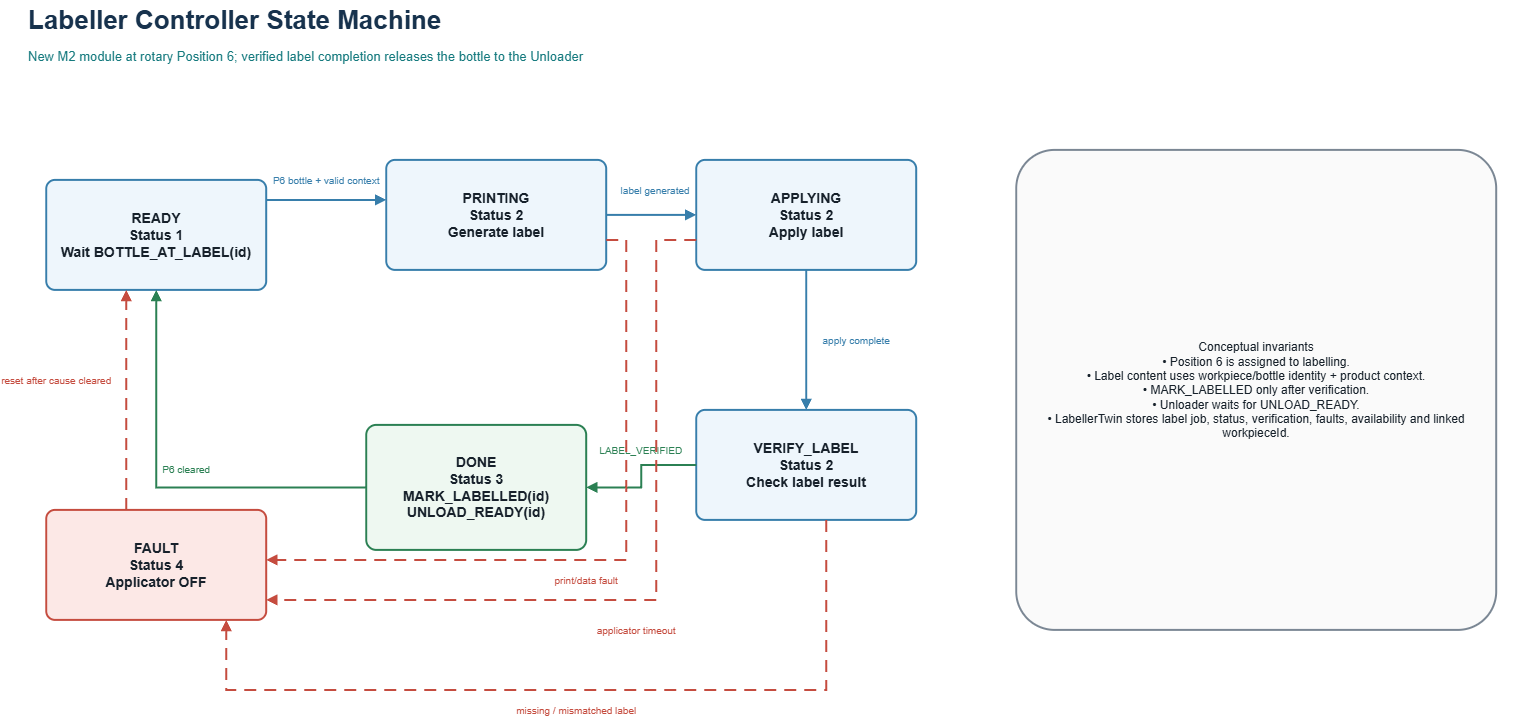 Labeller Controller State Machine
New M2 module at rotary Position 6; verified label completion releases the bottle to the Unloader
READY
Status 1
Wait BOTTLE_AT_LABEL(id)
P6 bottle + valid context
PRINTING
Status 2
Generate label
label generated
APPLYING
Status 2
Apply label
apply complete
VERIFY_LABEL
Status 2
Check label result
LABEL_VERIFIED
DONE
Status 3
MARK_LABELLED(id)
UNLOAD_READY(id)
P6 cleared
reset after cause cleared
FAULT
Status 4
Applicator OFF
print/data fault
applicator timeout
missing / mismatched label
Conceptual invariants
• Position 6 is assigned to labelling.
• Label content uses workpiece/bottle identity + product context.
• MARK_LABELLED only after verification.
• Unloader waits for UNLOAD_READY.
• LabellerTwin stores label job, status, verification, faults, availability and linked
workpieceId.